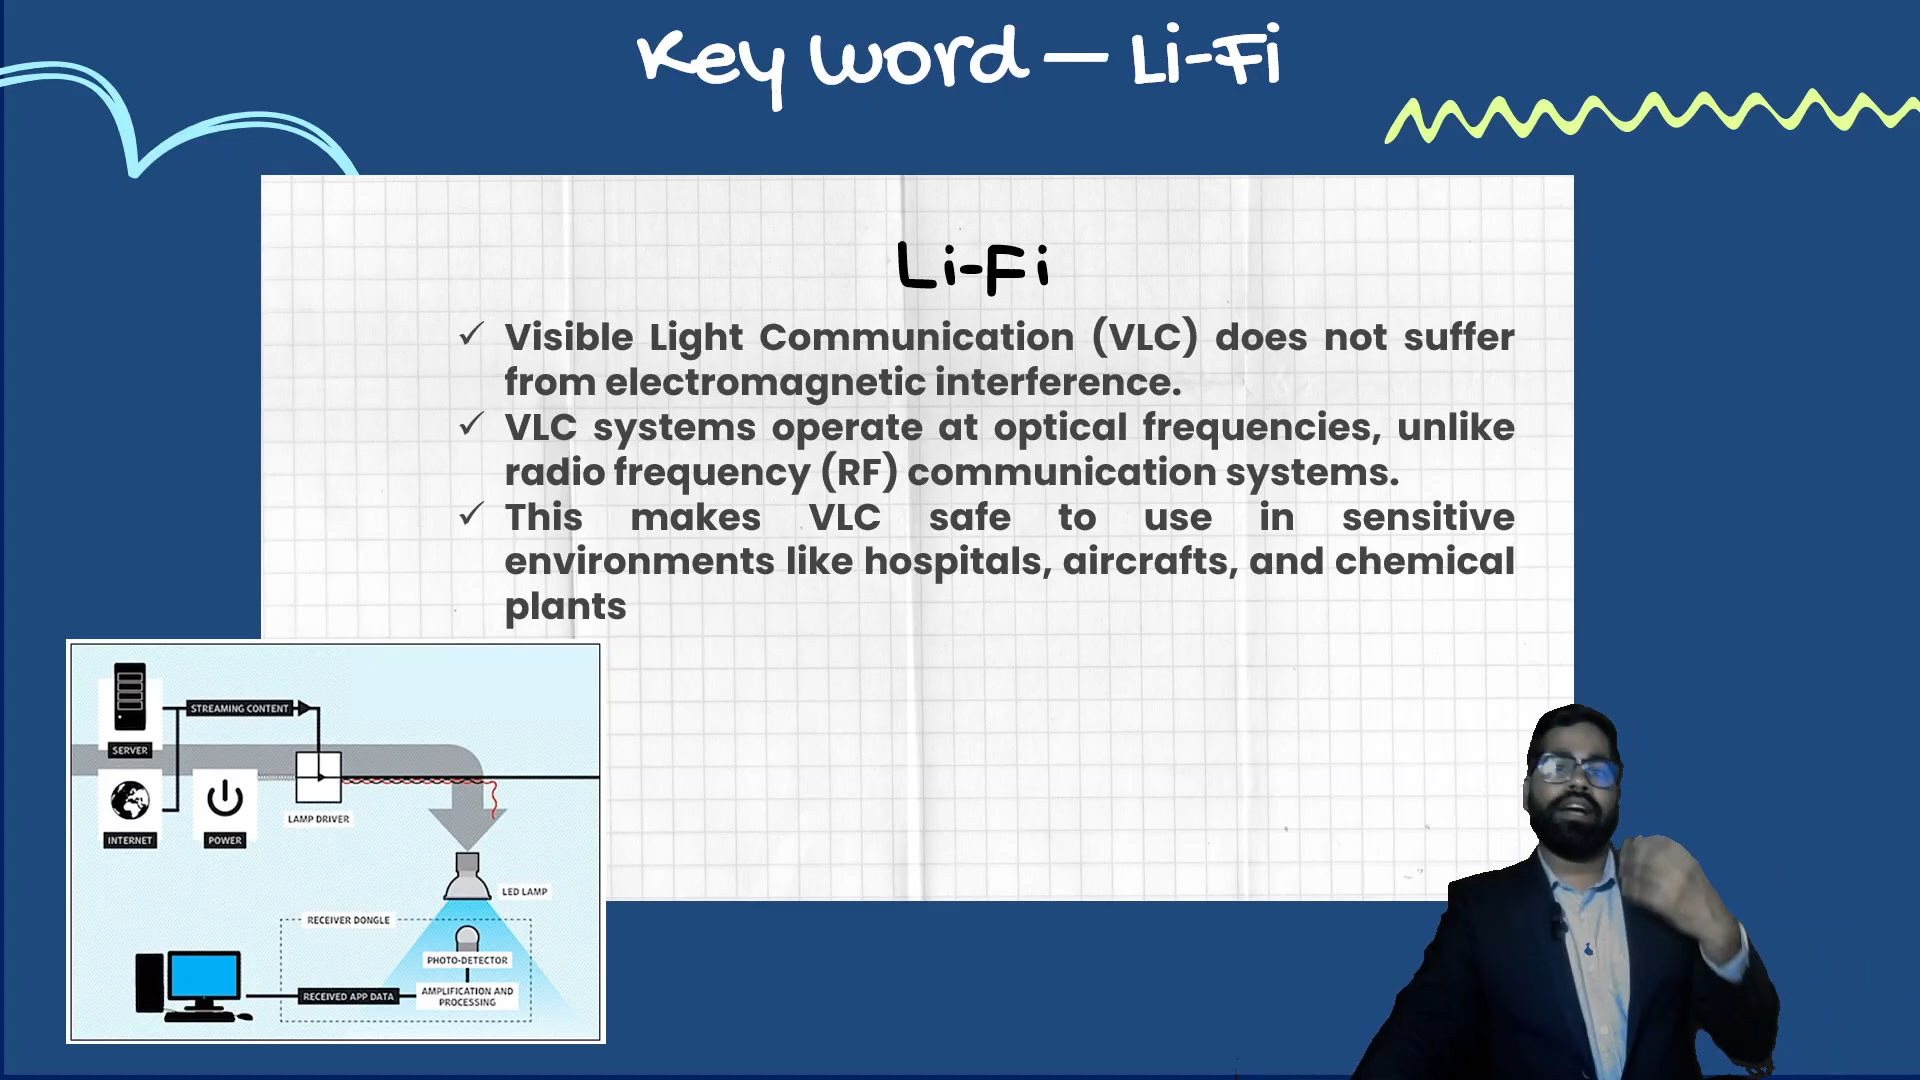 Key Word — Li-Fi
Li-Fi
✓ Visible Light Communication (VLC) does not suffer
from electromagnetic interference.
✓ VLC systems operate at optical frequencies, unlike
radio frequency (RF) communication systems.
✓ This makes VLC safe to use in sensitive
environments like hospitals, aircrafts, and chemical
plants
STREAMING CONTENT
SERVER
LAMP DRIVER
INTERNET
POWER
LED LAMP
RECEIVER DONGLE
PHOTO-DETECTOR
RECEIVED APP DATA
AMPLIFICATION AND
PROCESSING